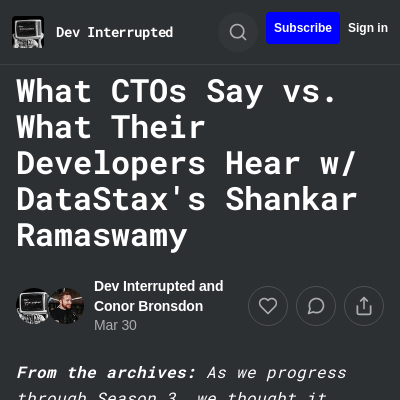 Dev Interrupted
Subscribe
Sign in
What CTOs Say vs.
What Their
Developers Hear w/
DataStax's Shankar
Ramaswamy
Dev Interrupted and
Conor Bronsdon
Mar 30
From the archives: As we progress
through Season 3, we thought it